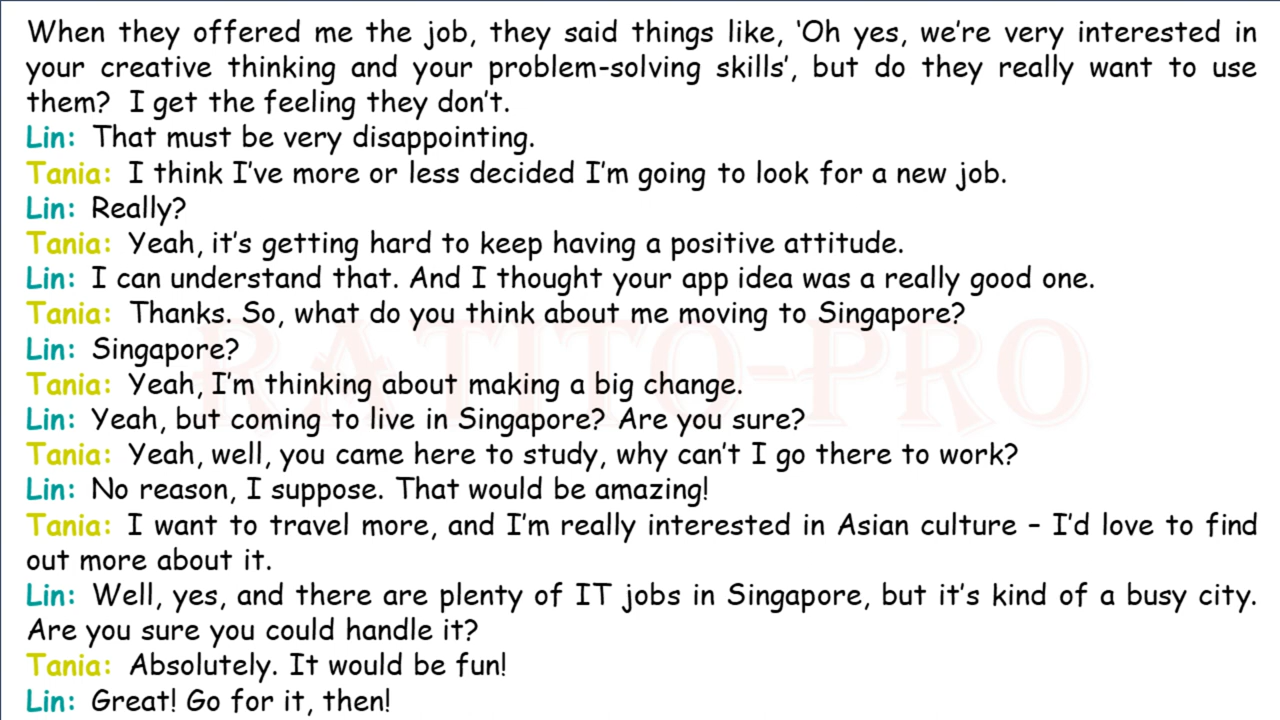 When they offered me the job, they said things like, ‘Oh yes, we’re very interested in
your creative thinking and your problem-solving skills’, but do they really want to use
them? I get the feeling they don’t.
Lin: That must be very disappointing.
Tania: I think I’ve more or less decided I’m going to look for a new job.
Lin: Really?
Tania: Yeah, it’s getting hard to keep having a positive attitude.
Lin: I can understand that. And I thought your app idea was a really good one.
Tania: Thanks. So, what do you think about me moving to Singapore?
Lin: Singapore?
Tania: Yeah, I’m thinking about making a big change.
Lin: Yeah, but coming to live in Singapore? Are you sure?
Tania: Yeah, well, you came here to study, why can’t I go there to work?
Lin: No reason, I suppose. That would be amazing!
Tania: I want to travel more, and I’m really interested in Asian culture – I’d love to find
out more about it.
Lin: Well, yes, and there are plenty of IT jobs in Singapore, but it’s kind of a busy city.
Are you sure you could handle it?
Tania: Absolutely. It would be fun!
Lin: Great! Go for it, then!
RATITO-PRO